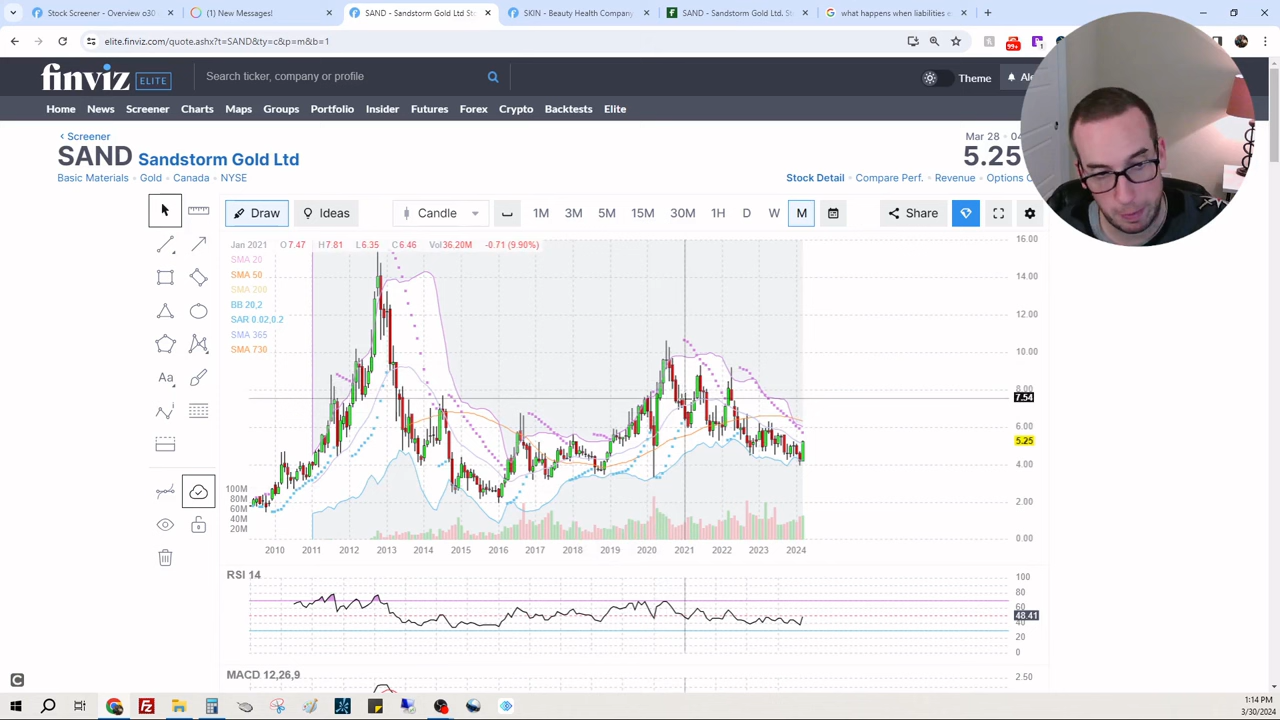 Stock Overview o30
(1) New Messages!
SAND - Sandstorm Gold Ltd St
SKIN - Beauty Health Company
SAND - Sandstorm Gold Ltd. St
what happens when liabilities e
elite.finviz.com/quote.ashx?t=SAND&ty=c&p=m&b=1
99+
1
finviz ELITE
Search ticker, company or profile
Theme
Home News Screener Charts Maps Groups Portfolio Insider Futures Forex Crypto Backtests Elite
‹ Screener
Mar 28
SAND Sandstorm Gold Ltd
5.25
Basic Materials • Gold • Canada • NYSE
Stock Detail • Compare Perf. • Revenue • Options
Draw Ideas Candle 1M 3M 5M 15M 30M 1H D W M Share
Jan 2021 O7.47 H7.81 L6.35 C6.46 Vol36.20M -0.71 (9.90%)
SMA 20
SMA 50
SMA 200
BB 20,2
SAR 0.02,0.2
SMA 365
SMA 730
Aa
16.00
14.00
12.00
10.00
8.00
7.54
6.00
5.25
4.00
2.00
0.00
100M
80M
60M
40M
20M
2010 2011 2012 2013 2014 2015 2016 2017 2018 2019 2020 2021 2022 2023 2024
RSI 14
100
80
60
48.41
40
20
0
MACD 12,26,9
2.50
1:14 PM
3/30/2024